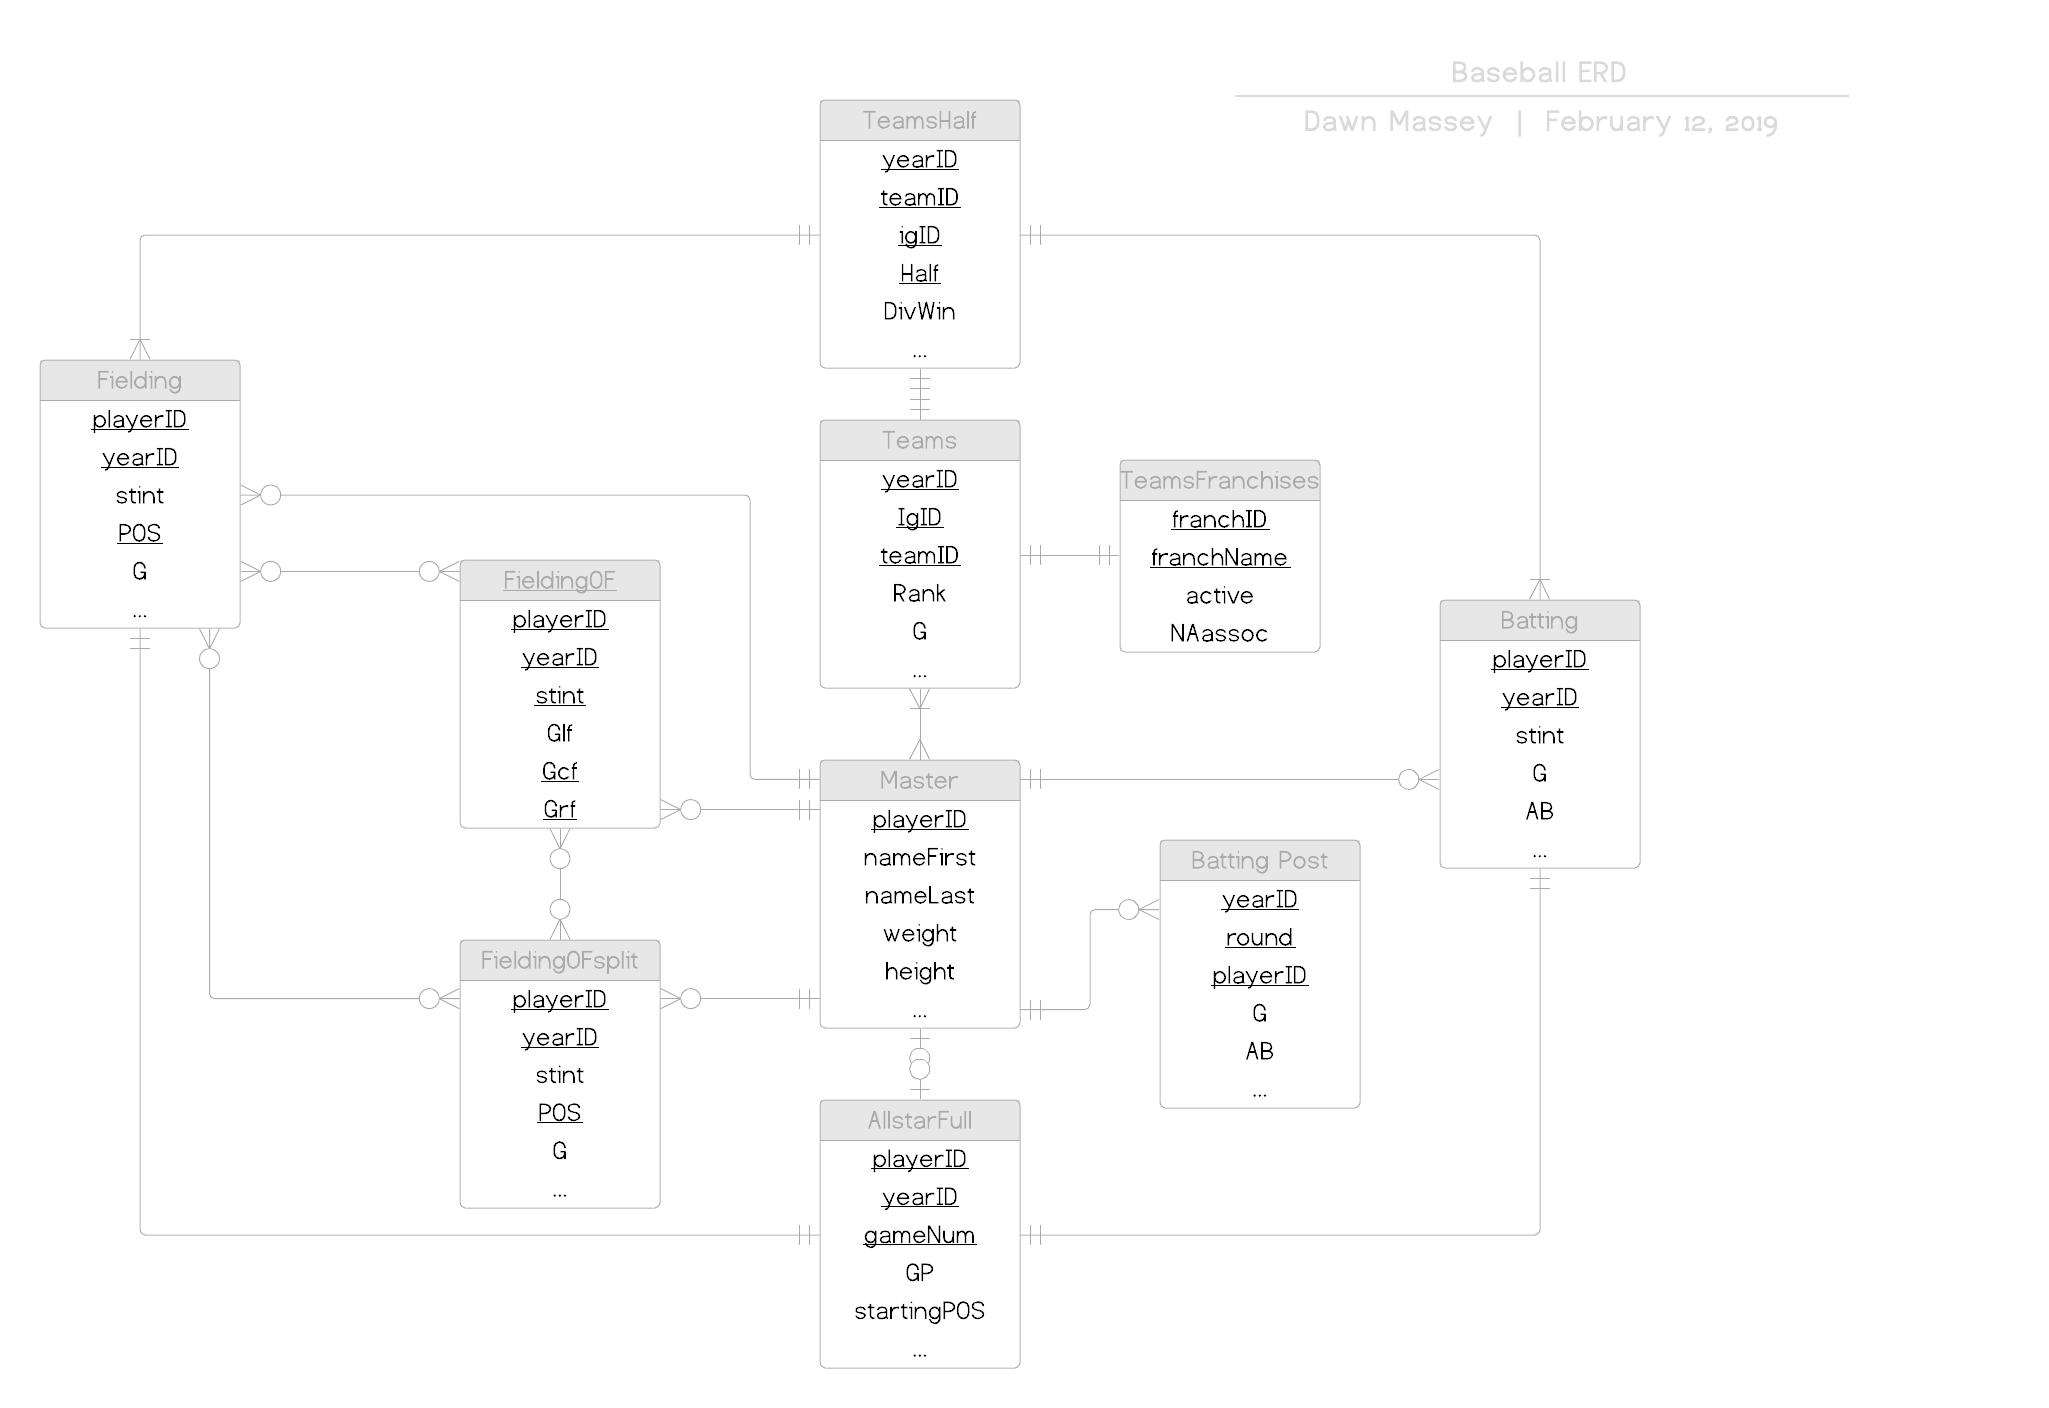 Baseball ERD
Dawn Massey | February 12, 2019
TeamsHalf
yearID
teamID
igID
Half
DivWin
...
Fielding
playerID
yearID
stint
POS
G
...
Teams
yearID
IgID
teamID
Rank
G
...
TeamsFranchises
franchID
franchName
active
NAassoc
FieldingOF
playerID
yearID
stint
Glf
Gcf
Grf
Batting
playerID
yearID
stint
G
AB
...
Master
playerID
nameFirst
nameLast
weight
height
...
Batting Post
yearID
round
playerID
G
AB
...
FieldingOFsplit
playerID
yearID
stint
POS
G
...
AllstarFull
playerID
yearID
gameNum
GP
startingPOS
...